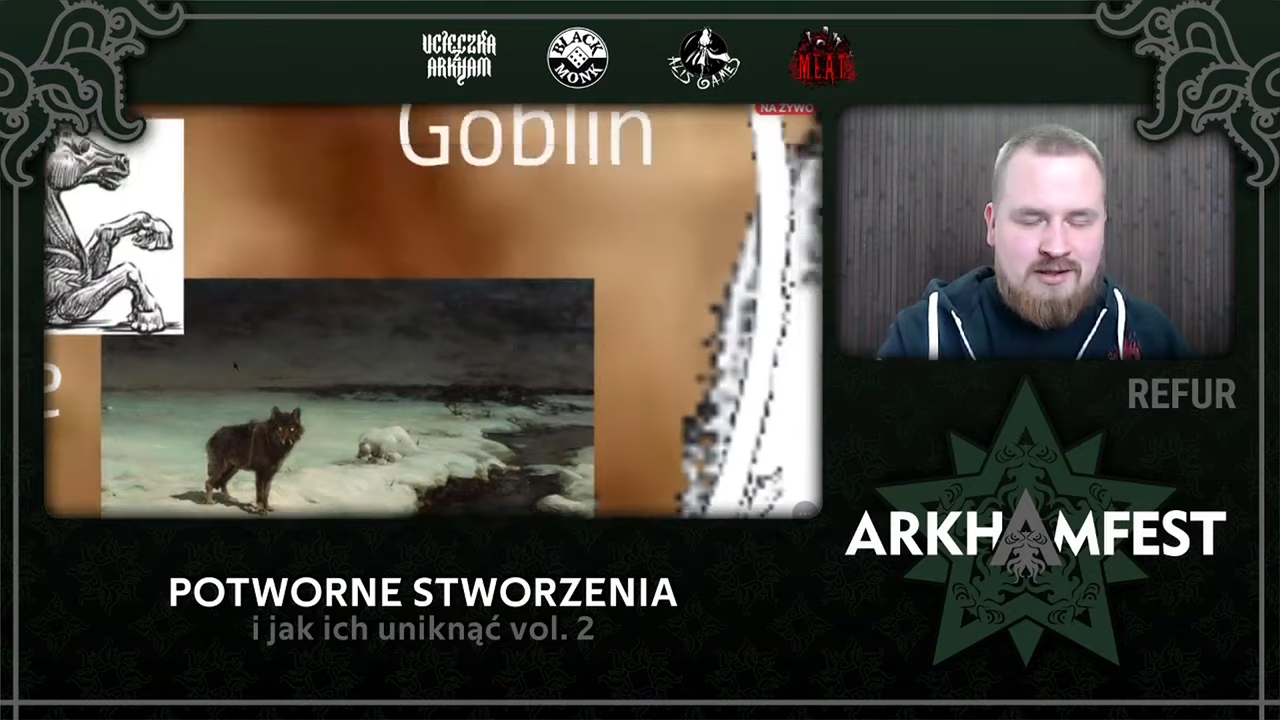 UCIECZKA
ARKHAM
BLACK
MONK
ALIS GAMES
M.E.A.T.
Goblin
NA ŻYWO
REFUR
ARKHAMFEST
POTWORNE STWORZENIA
i jak ich uniknąć vol. 2